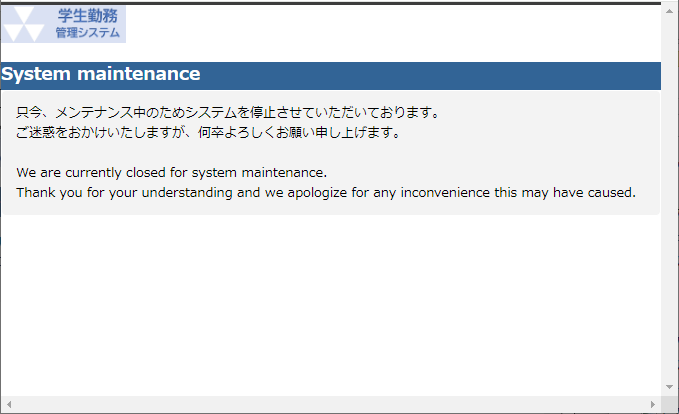 学生勤務
管理システム
System maintenance
只今、メンテナンス中のためシステムを停止させていただいております。
ご迷惑をおかけいたしますが、何卒よろしくお願い申し上げます。
We are currently closed for system maintenance.
Thank you for your understanding and we apologize for any inconvenience this may have caused.